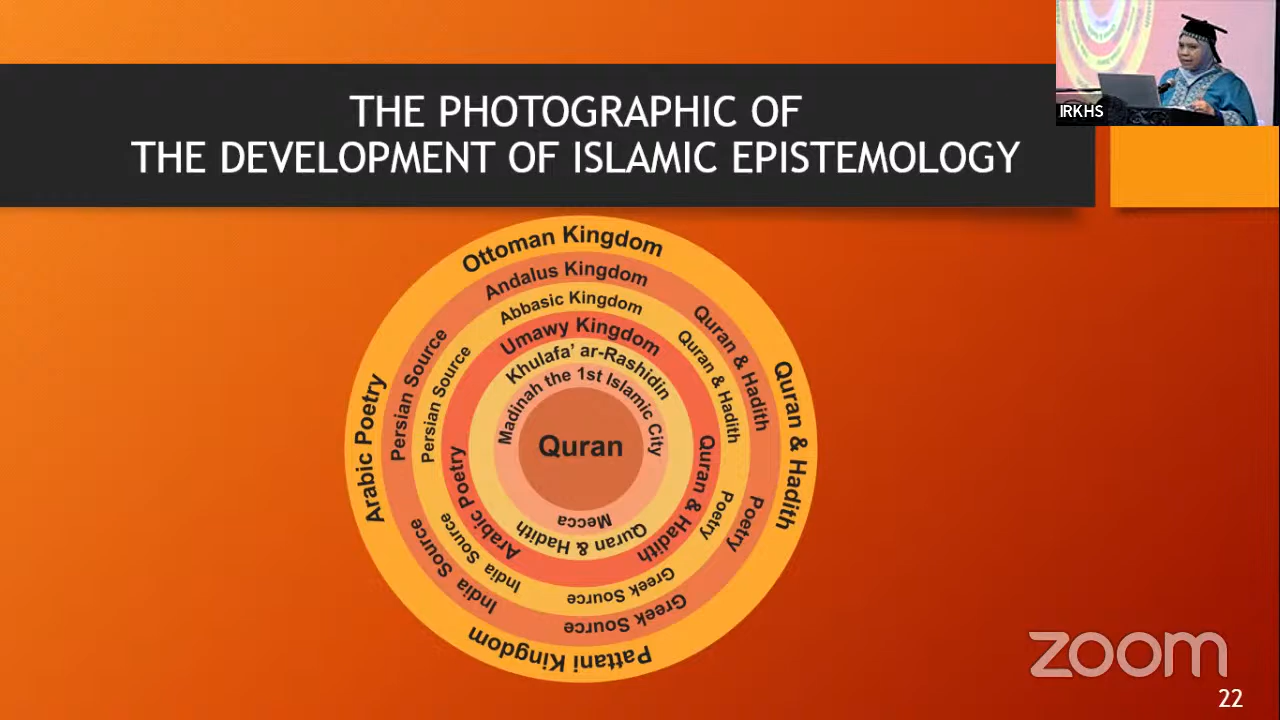 THE PHOTOGRAPHIC OF
THE DEVELOPMENT OF ISLAMIC EPISTEMOLOGY
IRKHS
Ottoman Kingdom
Quran & Hadith
Pattani Kingdom
Arabic Poetry
Andalus Kingdom
Quran & Hadith
Poetry
Greek Source
India Source
Persian Source
Abbasic Kingdom
Quran & Hadith
Poetry
Greek Source
India Source
Persian Source
Umawy Kingdom
Quran & Hadith
Arabic Poetry
Khulafa' ar-Rashidin
Quran & Hadith
Madinah the 1st Islamic City
Mecca
Quran
zoom
22